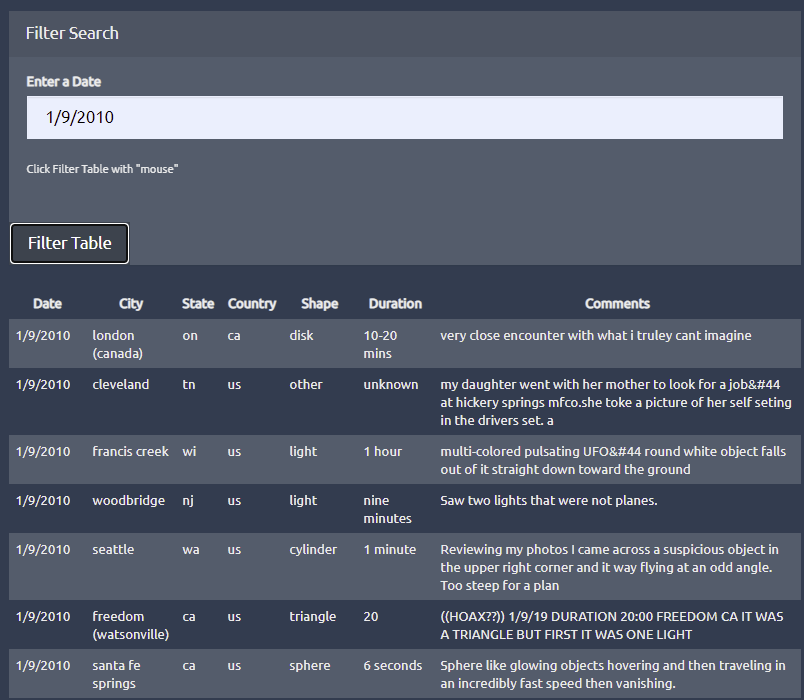 Filter Search
Enter a Date
1/9/2010
Click Filter Table with "mouse"
Filter Table
Date City State Country Shape Duration Comments
1/9/2010 london on ca disk 10-20 very close encounter with what i truley cant imagine
(canada) mins
1/9/2010 cleveland tn us other unknown my daughter went with her mother to look for a job&#44
at hickery springs mfco.she toke a picture of her self seting
in the drivers set. a
1/9/2010 francis creek wi us light 1 hour multi-colored pulsating UFO&#44 round white object falls
out of it straight down toward the ground
1/9/2010 woodbridge nj us light nine Saw two lights that were not planes.
minutes
1/9/2010 seattle wa us cylinder 1 minute Reviewing my photos I came across a suspicious object in
the upper right corner and it way flying at an odd angle.
Too steep for a plan
1/9/2010 freedom ca us triangle 20 ((HOAX??)) 1/9/19 DURATION 20:00 FREEDOM CA IT WAS
(watsonville) A TRIANGLE BUT FIRST IT WAS ONE LIGHT
1/9/2010 santa fe ca us sphere 6 seconds Sphere like glowing objects hovering and then traveling in
springs an incredibly fast speed then vanishing.